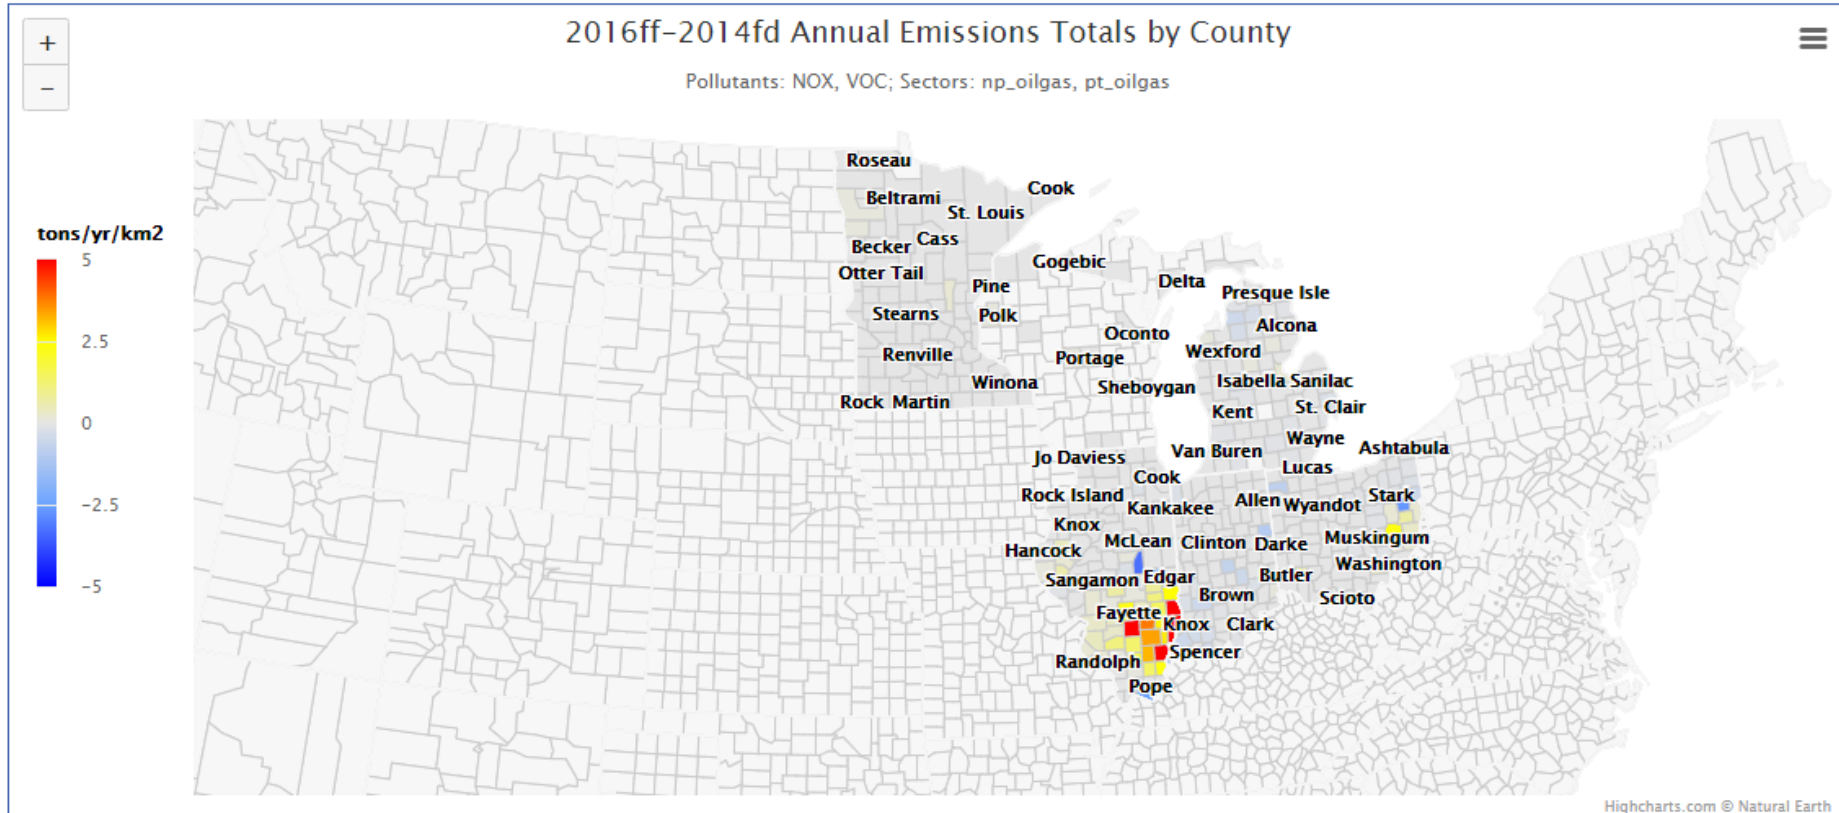 +
2016ff-2014fd Annual Emissions Totals by County
−
Pollutants: NOX, VOC; Sectors: np_oilgas, pt_oilgas
tons/yr/km2
5
2.5
0
−2.5
−5
Roseau
Cook
Beltrami
St. Louis
Cass
Becker
Gogebic
Otter Tail
Delta
Pine
Presque Isle
Stearns
Polk
Alcona
Oconto
Wexford
Renville
Portage
Winona
Sheboygan
Isabella Sanilac
Rock Martin
Kent
St. Clair
Wayne
Ashtabula
Van Buren
Jo Daviess
Lucas
Cook
Rock Island
Allen
Wyandot
Stark
Kankakee
Knox
McLean
Clinton
Darke
Muskingum
Hancock
Washington
Sangamon
Edgar
Butler
Brown
Scioto
Fayette
Knox
Clark
Randolph
Spencer
Pope
Highcharts.com © Natural Earth